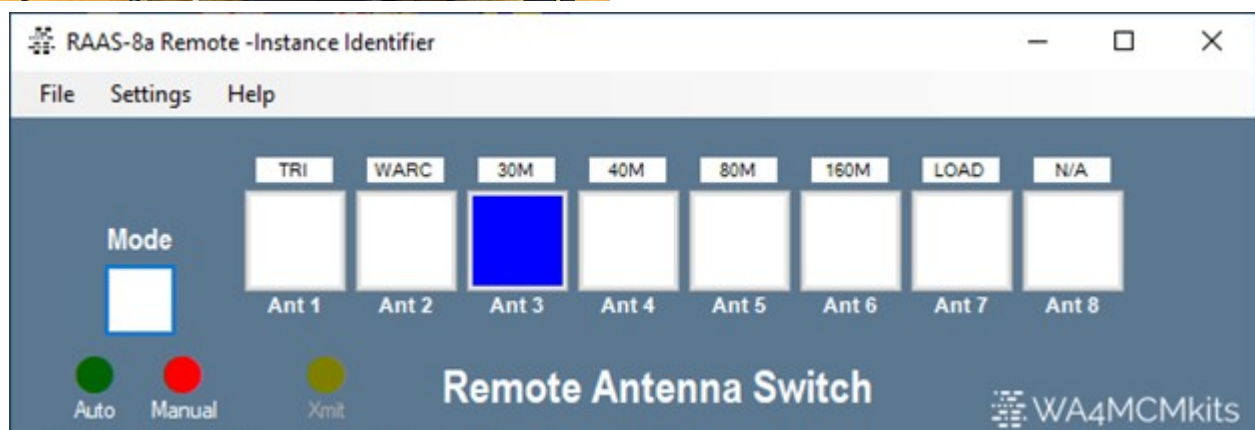 RAAS-8a Remote -Instance Identifier
File Settings Help
TRI WARC 30M 40M 80M 160M LOAD N/A
Mode
Ant 1 Ant 2 Ant 3 Ant 4 Ant 5 Ant 6 Ant 7 Ant 8
Auto Manual Xmit
Remote Antenna Switch
WA4MCMkits